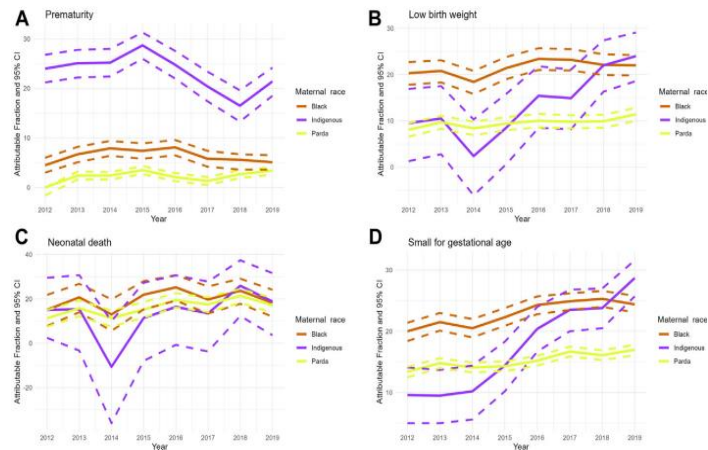 A
Prematurity
Attributable Fraction and 95% CI
30
20
10
0
2012 2013 2014 2015 2016 2017 2018 2019
Year
Maternal race
Black
Indigenous
Parda
B
Low birth weight
Attributable Fraction and 95% CI
30
20
10
0
2012 2013 2014 2015 2016 2017 2018 2019
Year
Maternal race
Black
Indigenous
Parda
C
Neonatal death
Attributable Fraction and 95% CI
40
20
0
-20
2012 2013 2014 2015 2016 2017 2018 2019
Year
Maternal race
Black
Indigenous
Parda
D
Small for gestational age
Attributable Fraction and 95% CI
30
20
10
2012 2013 2014 2015 2016 2017 2018 2019
Year
Maternal race
Black
Indigenous
Parda